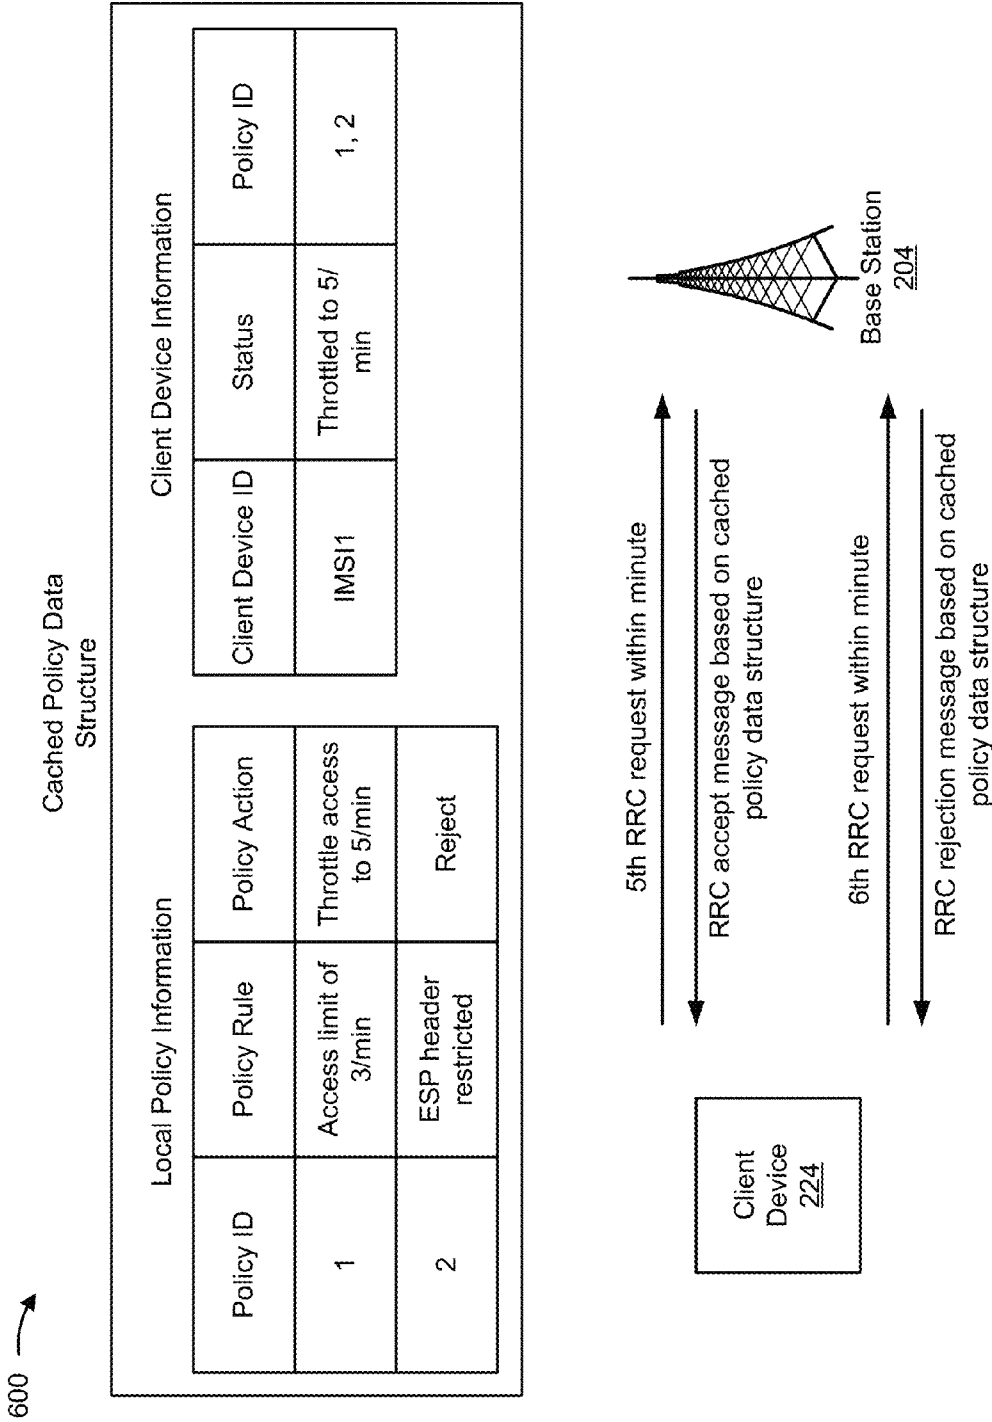 600
Cached Policy Data
Structure
Local Policy Information
Policy ID
Policy Rule
Policy Action
1
Access limit of
3/min
Throttle access
to 5/min
2
ESP header
restricted
Reject
Client Device Information
Client Device ID
Status
Policy ID
IMSI1
Throttled to 5/
min
1, 2
Client
Device
224
5th RRC request within minute
RRC accept message based on cached
policy data structure
6th RRC request within minute
RRC rejection message based on cached
policy data structure
Base Station
204